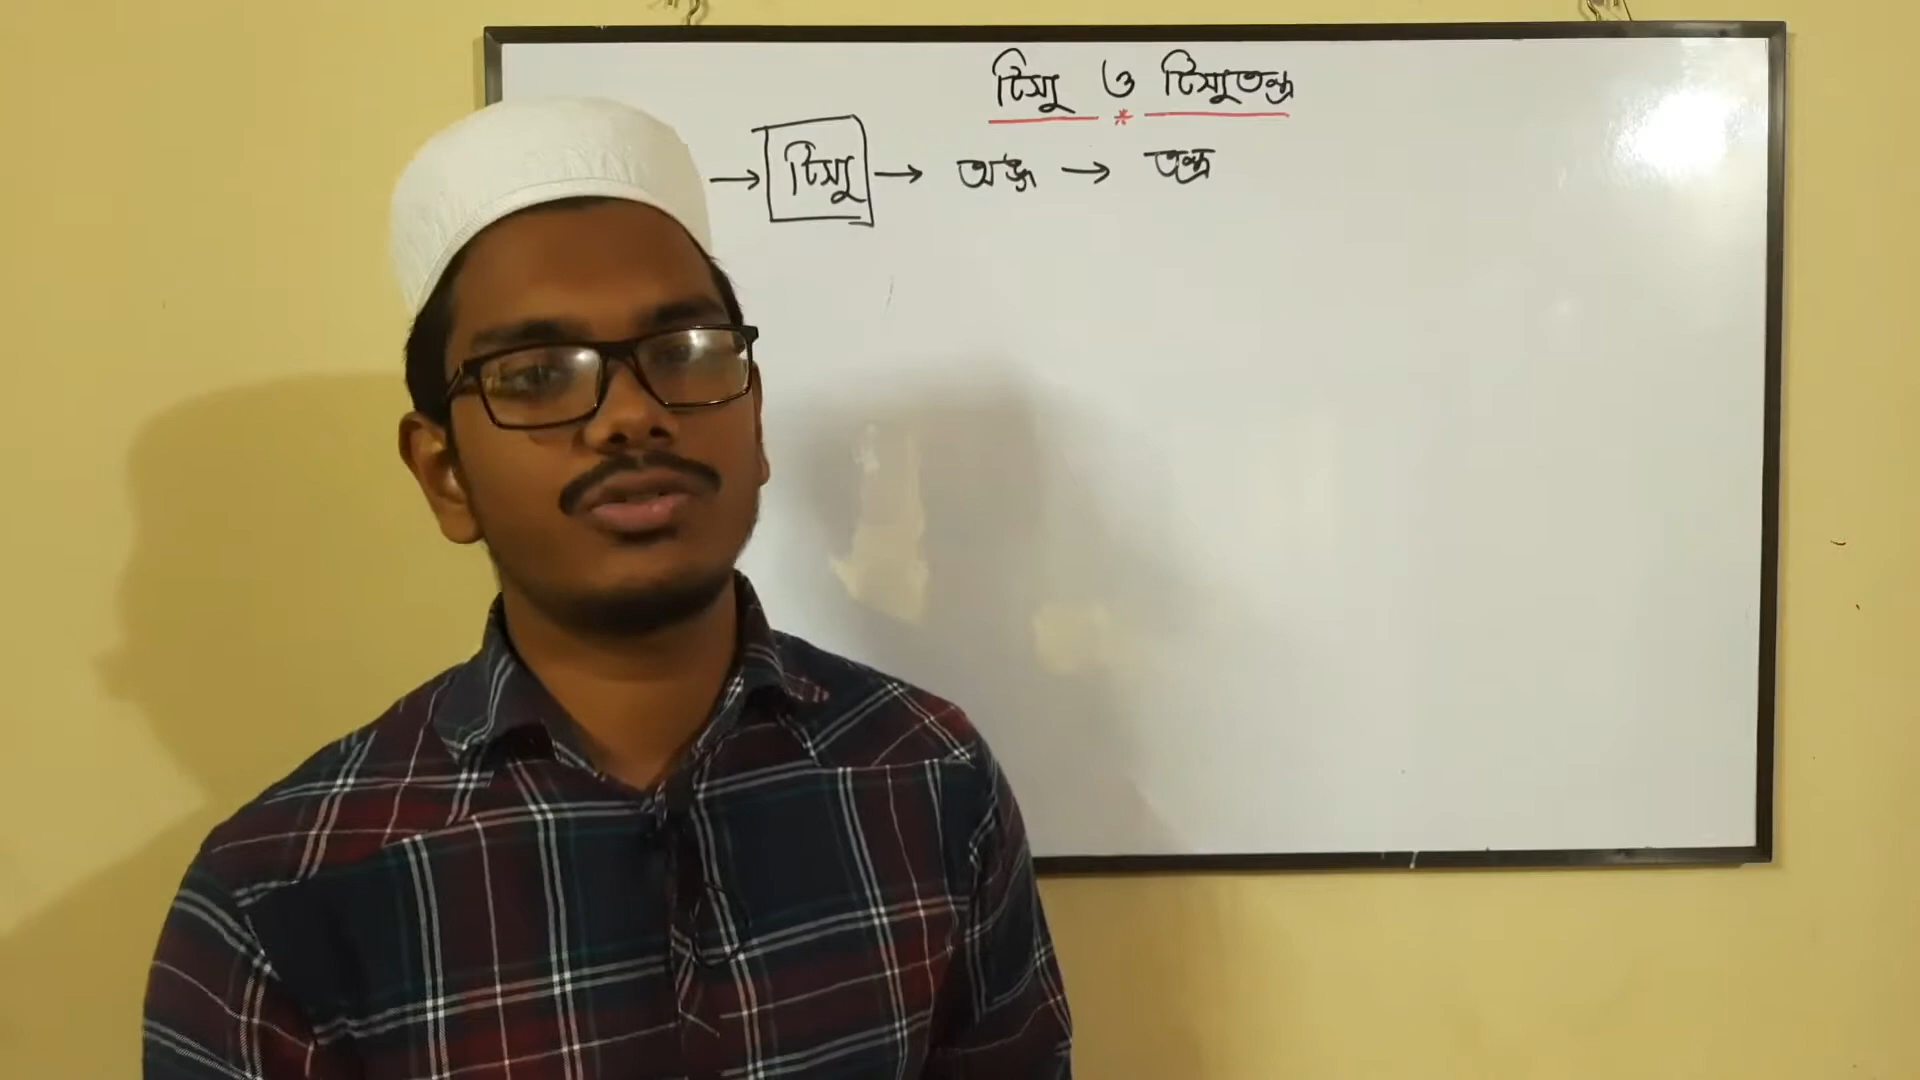 টিস্যু ও টিস্যুতন্ত্র
→ টিস্যু → অঙ্গ → তন্ত্র